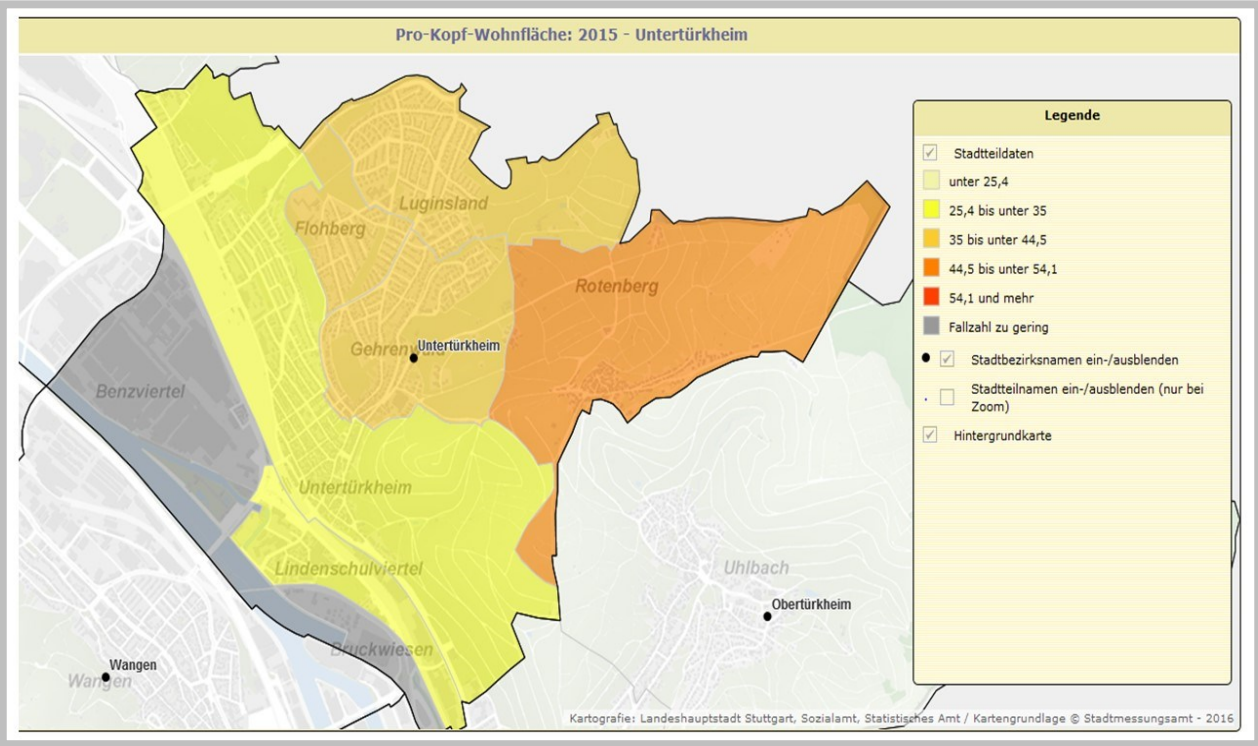 Pro-Kopf-Wohnfläche: 2015 - Untertürkheim
Legende
Stadtteildaten
unter 25,4
25,4 bis unter 35
35 bis unter 44,5
44,5 bis unter 54,1
54,1 und mehr
Fallzahl zu gering
Stadtbezirksnamen ein-/ausblenden
Stadtteilnamen ein-/ausblenden (nur bei
Zoom)
Hintergrundkarte
Luginsland
Flohberg
Rotenberg
Untertürkheim
Gehrenwald
Benzviertel
Untertürkheim
Lindenschulviertel
Uhlbach
Obertürkheim
Bruckwiesen
Wangen
Wangen
Kartografie: Landeshauptstadt Stuttgart, Sozialamt, Statistisches Amt / Kartengrundlage © Stadtmessungsamt - 2016